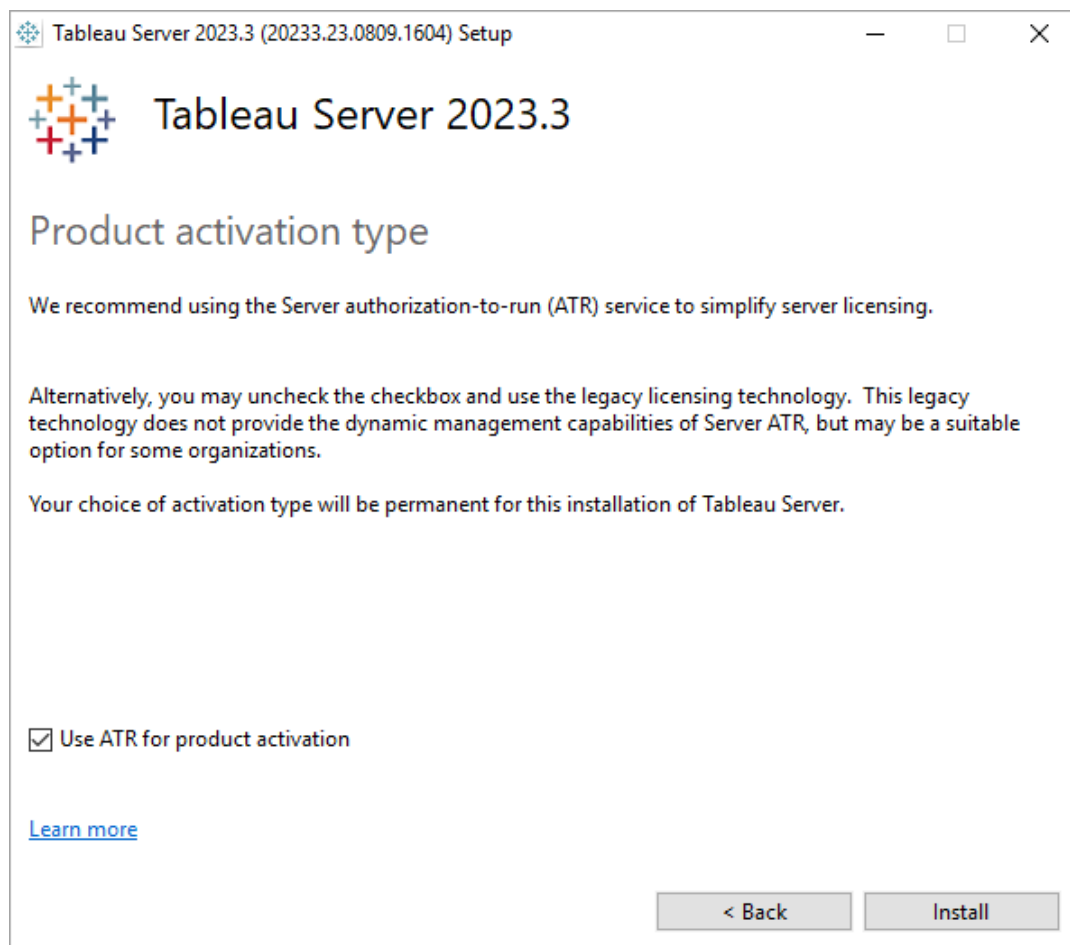 Tableau Server 2023.3 (20233.23.0809.1604) Setup
Tableau Server 2023.3
Product activation type
We recommend using the Server authorization-to-run (ATR) service to simplify server licensing.
Alternatively, you may uncheck the checkbox and use the legacy licensing technology.  This legacy
technology does not provide the dynamic management capabilities of Server ATR, but may be a suitable
option for some organizations.
Your choice of activation type will be permanent for this installation of Tableau Server.
Use ATR for product activation
Learn more
< Back
Install